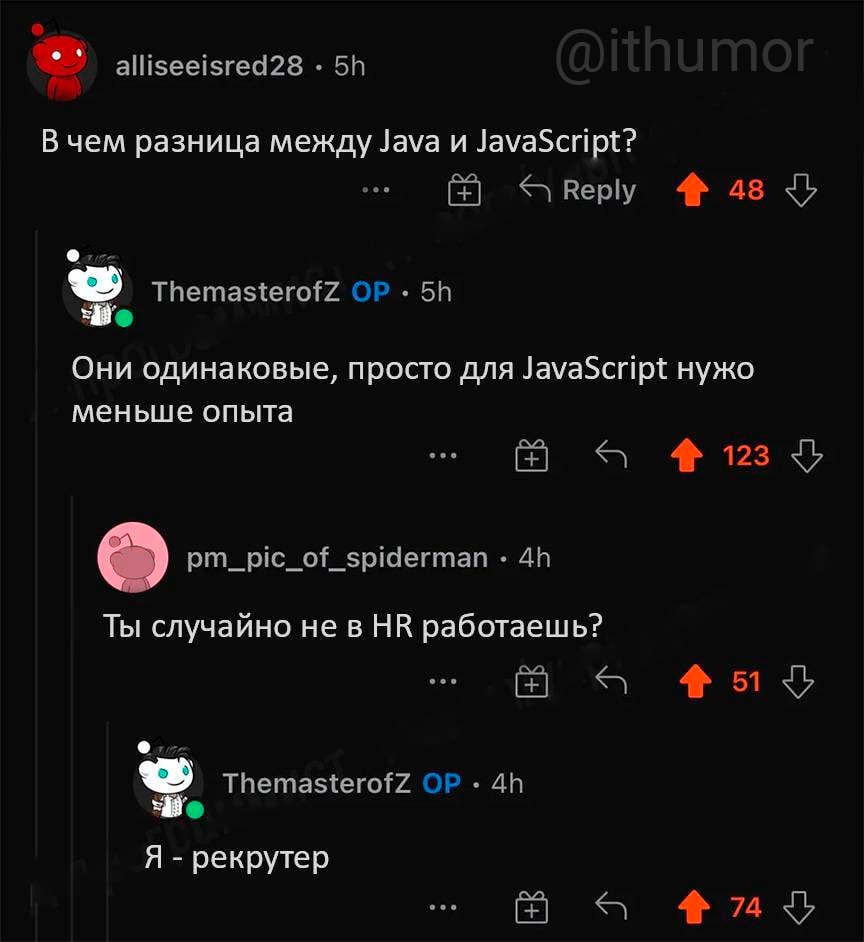 @ithumor
alliseeisred28 · 5h
В чем разница между Java и JavaScript?
Reply 48
ThemasterofZ OP · 5h
Они одинаковые, просто для JavaScript нужо
меньше опыта
123
pm_pic_of_spiderman · 4h
Ты случайно не в HR работаешь?
51
ThemasterofZ OP · 4h
Я - рекрутер
74